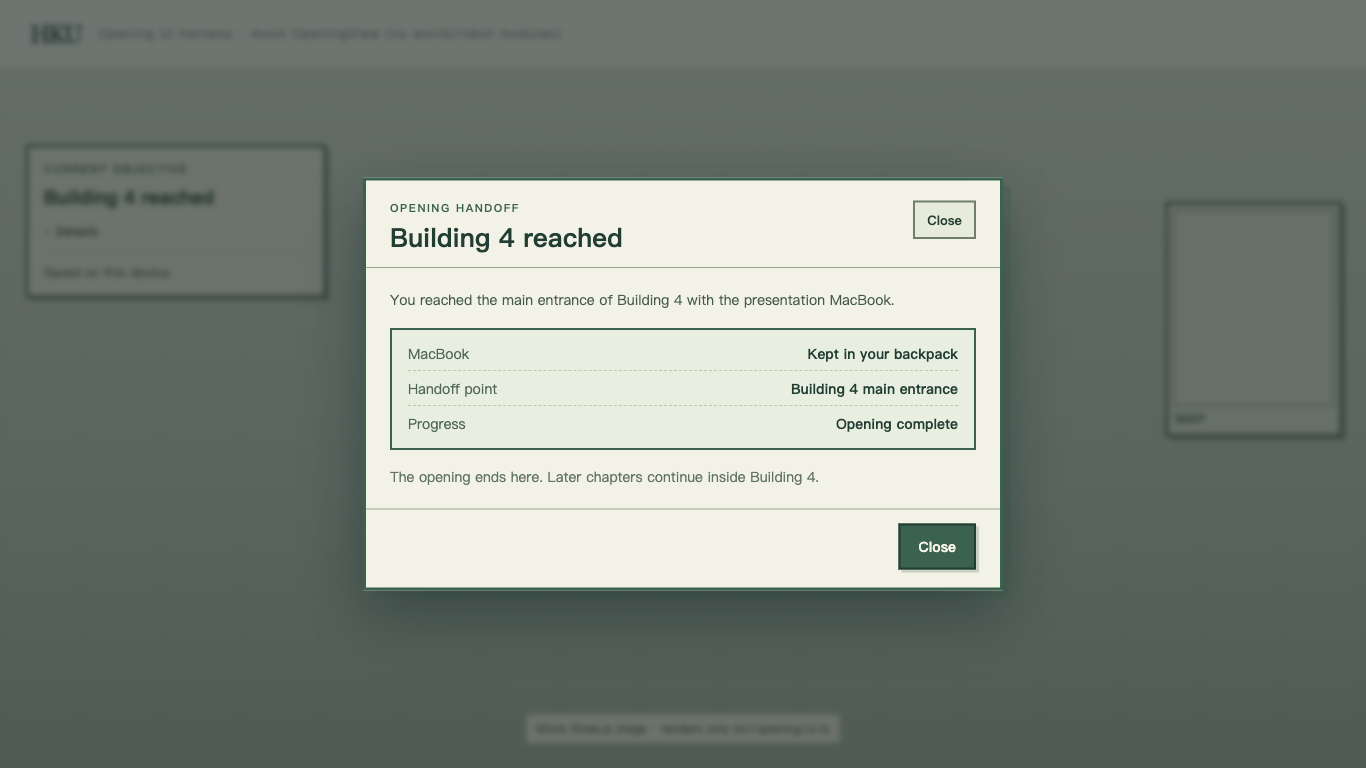 HKU
CURRENT OBJECTIVE
Building 4 reached
Details
Saved on this device
OPENING HANDOFF
Building 4 reached
Close
You reached the main entrance of Building 4 with the presentation MacBook.
MacBook
Kept in your backpack
Handoff point
Building 4 main entrance
Progress
Opening complete
The opening ends here. Later chapters continue inside Building 4.
Close
MAP